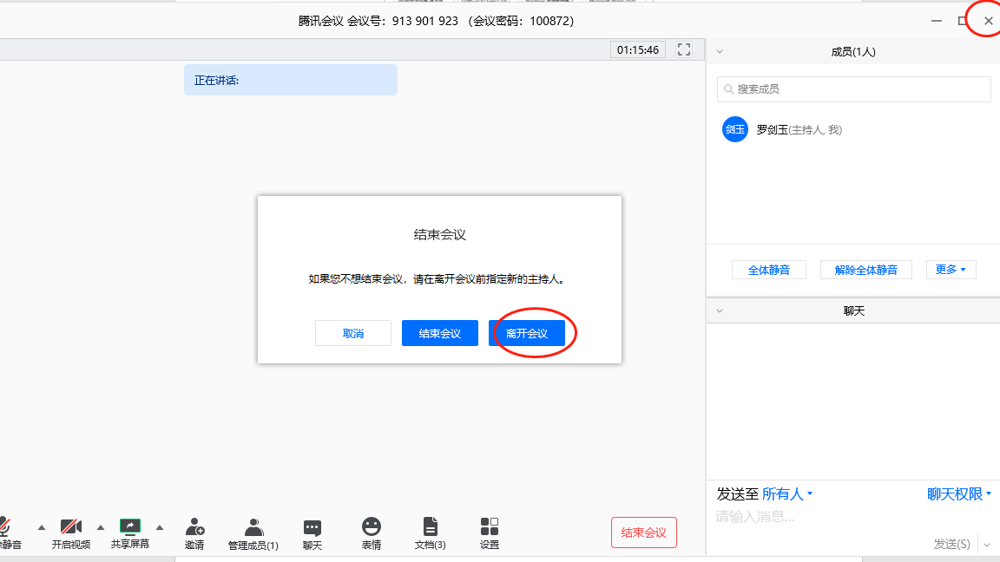 腾讯会议 会议号：913 901 923 （会议密码：100872）
01:15:46
正在讲话:
结束会议
如果您不想结束会议，请在离开会议前指定新的主持人。
取消
结束会议
离开会议
静音
开启视频
共享屏幕
邀请
管理成员(1)
聊天
表情
文档(3)
设置
结束会议
成员(1人)
搜索成员
剑玉
罗剑玉(主持人, 我)
全体静音
解除全体静音
更多
聊天
发送至 所有人
聊天权限
请输入消息...
发送(S)